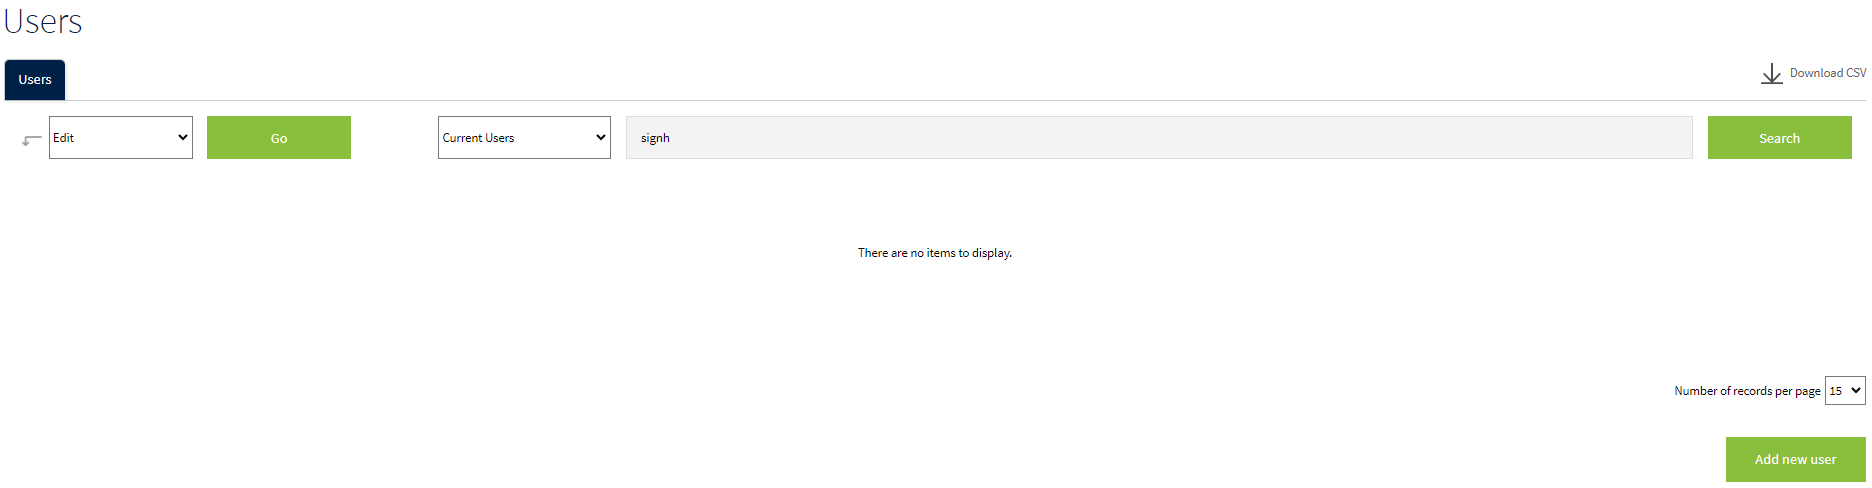 Users
Users
Download CSV
Edit
Go
Current Users
signh
Search
There are no items to display.
Number of records per page 15
Add new user